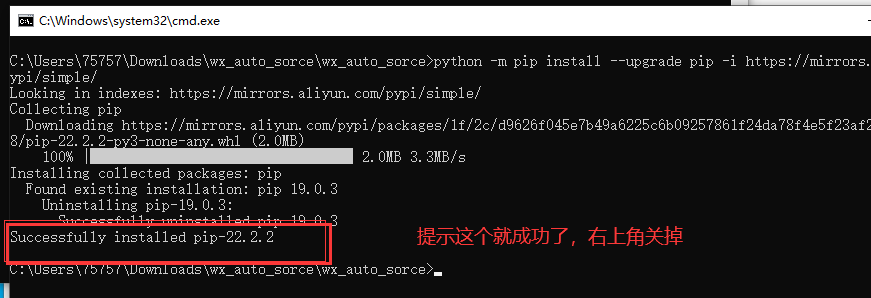 C:\Windows\system32\cmd.exe
C:\Users\75757\Downloads\wx_auto_sorce\wx_auto_sorce>python -m pip install --upgrade pip -i https://mirrors.
ypi/simple/
Looking in indexes: https://mirrors.aliyun.com/pypi/simple/
Collecting pip
Downloading https://mirrors.aliyun.com/pypi/packages/1f/2c/d9626f045e7b49a6225c6b09257861f24da78f4e5f23af2
8/pip-22.2.2-py3-none-any.whl (2.0MB)
100% | 2.0MB 3.3MB/s
Installing collected packages: pip
Found existing installation: pip 19.0.3
Uninstalling pip-19.0.3:
Successfully uninstalled pip-19.0.3
Successfully installed pip-22.2.2
提示这个就成功了，右上角关掉
C:\Users\75757\Downloads\wx_auto_sorce\wx_auto_sorce>